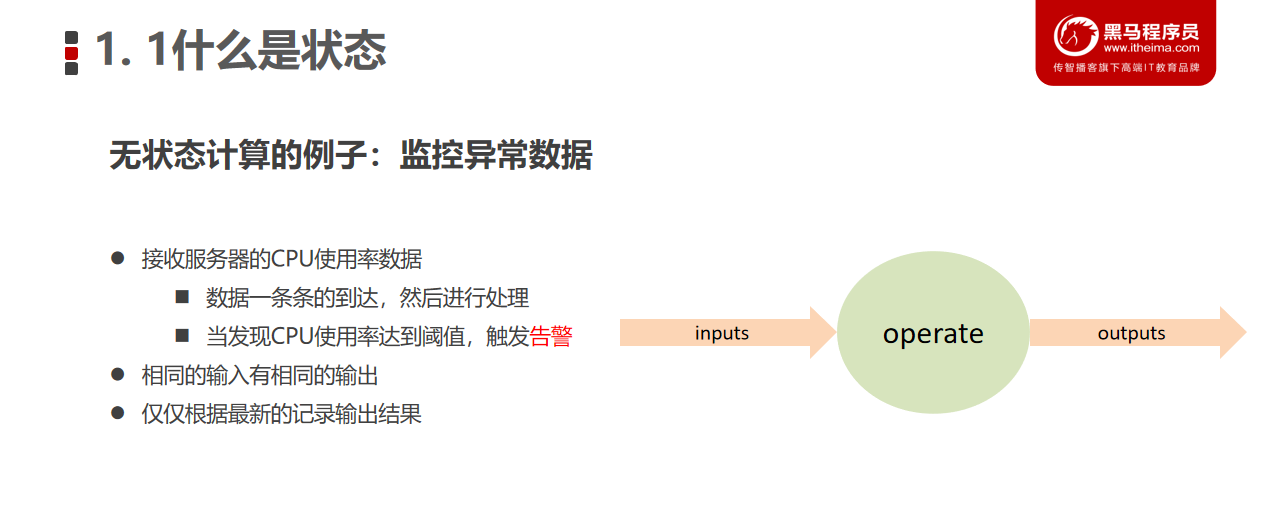 1. 1什么是状态
黑马程序员
www.itheima.com
传智播客旗下高端IT教育品牌
无状态计算的例子：监控异常数据
接收服务器的CPU使用率数据
数据一条条的到达，然后进行处理
当发现CPU使用率达到阈值，触发告警
相同的输入有相同的输出
仅仅根据最新的记录输出结果
inputs
operate
outputs